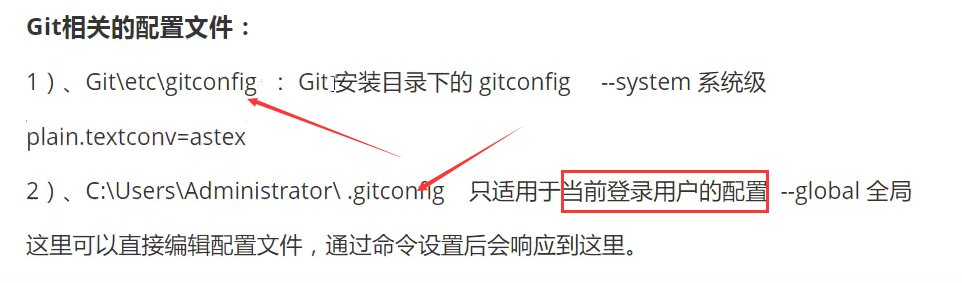 Git相关的配置文件：
1）、Git\etc\gitconfig ： Git 安装目录下的 gitconfig --system 系统级
plain.textconv=astex
2）、 C:\Users\Administrator\ .gitconfig 只适用于当前登录用户的配置 --global 全局
这里可以直接编辑配置文件，通过命令设置后会响应到这里。